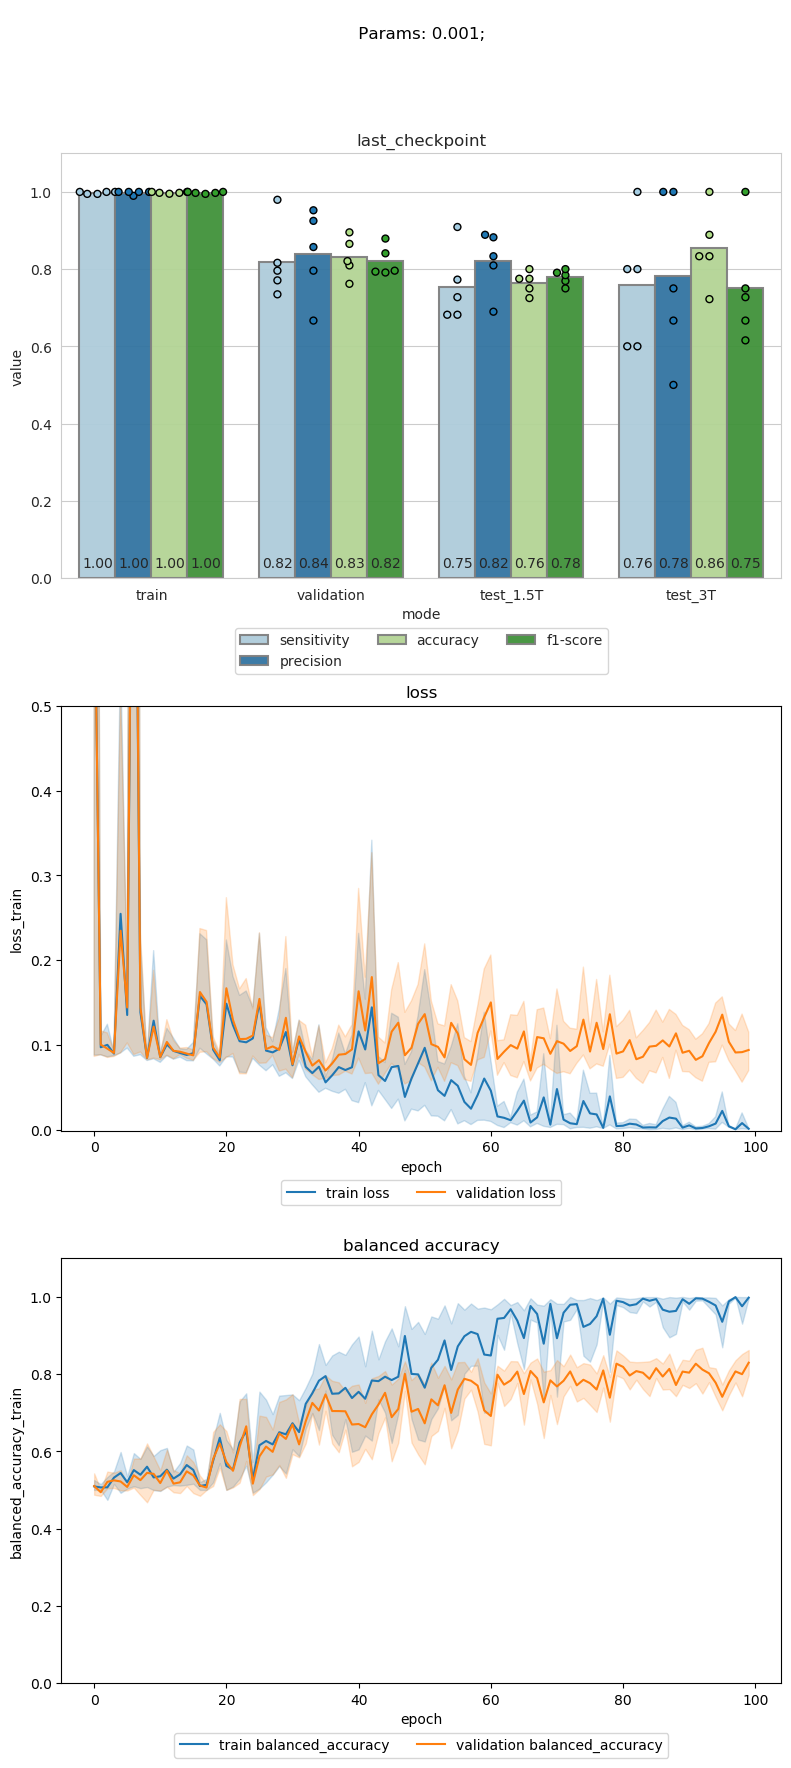 Params: 0.001;
last_checkpoint
value
1.0
0.8
0.6
0.4
0.2
0.0
1.00 1.00 1.00 1.00 0.82 0.84 0.83 0.82 0.75 0.82 0.76 0.78 0.76 0.78 0.86 0.75
train validation test_1.5T test_3T
mode
sensitivity accuracy f1-score
precision
loss
loss_train
0.5
0.4
0.3
0.2
0.1
0.0
0 20 40 60 80 100
epoch
train loss validation loss
balanced accuracy
balanced_accuracy_train
1.0
0.8
0.6
0.4
0.2
0.0
0 20 40 60 80 100
epoch
train balanced_accuracy validation balanced_accuracy